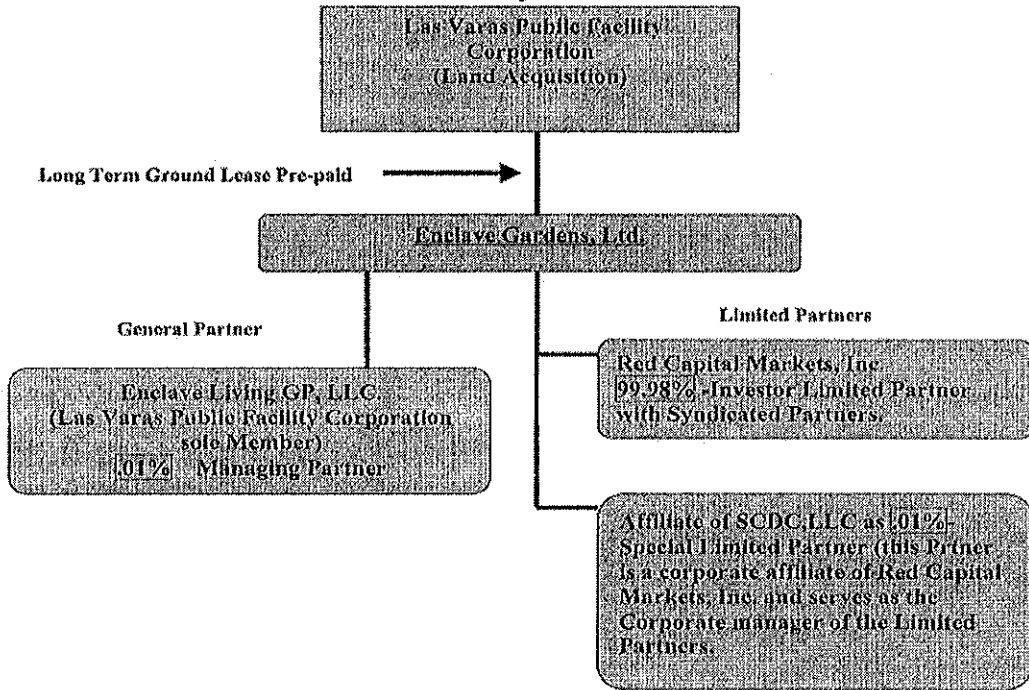 Las Varas Public Facility
Corporation
(Land Acquisition)
Long Term Ground Lease Pre-paid
Enclave Gardens, Ltd.
General Partner
Limited Partners
Enclave Living GP, LLC
(Las Varas Public Facility Corporation
sole Member)
.01% Managing Partner
Red Capital Markets, Inc.
99.98% -Investor Limited Partner
with Syndicated Partners.
Affiliate of SCDC,LLC as .01%-
Special Limited Partner (this Prtner
is a corporate affiliate of Red Capital
Markets, Inc. and serves as the
Corporate manager of the Limited
Partners.